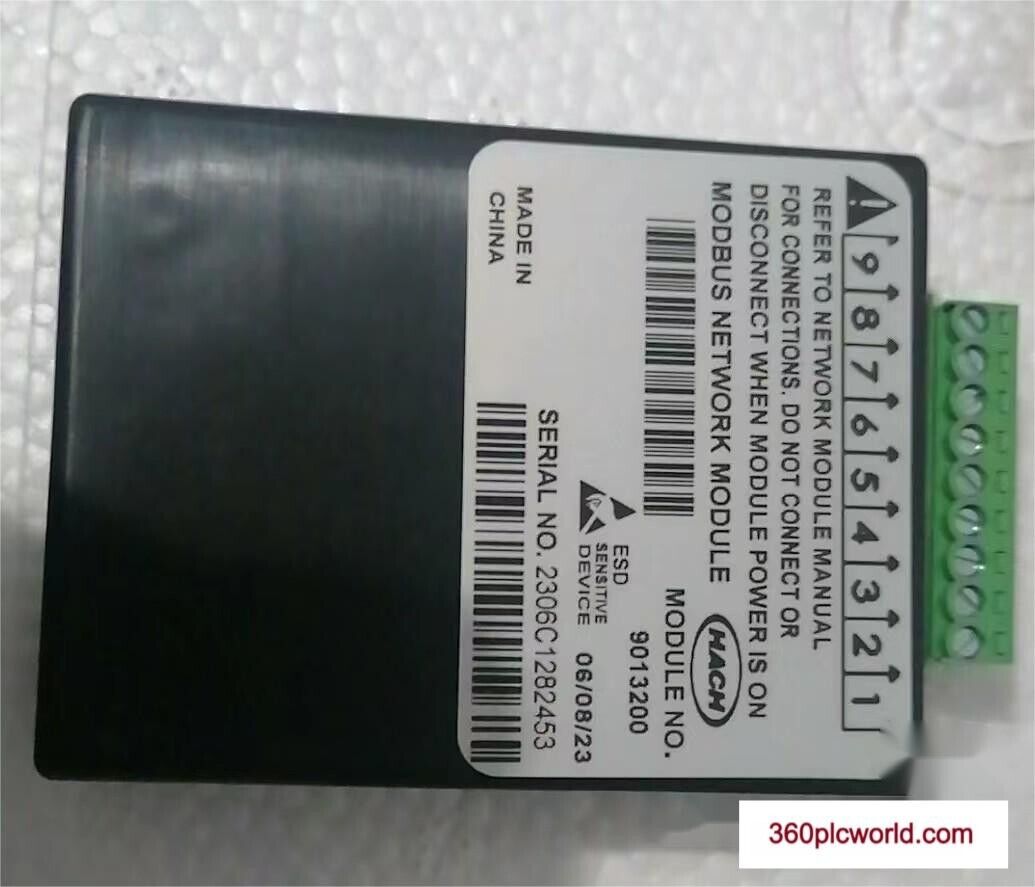 9 8 7 6 5 4 3 2 1
REFER TO NETWORK MODULE MANUAL
FOR CONNECTIONS. DO NOT CONNECT OR
DISCONNECT WHEN MODULE POWER IS ON
MODBUS NETWORK MODULE
HACH
MODULE NO.
9013200
ESD
SENSITIVE
DEVICE
06/08/23
SERIAL NO. 2306C1282453
MADE IN
CHINA
360plcworld.com